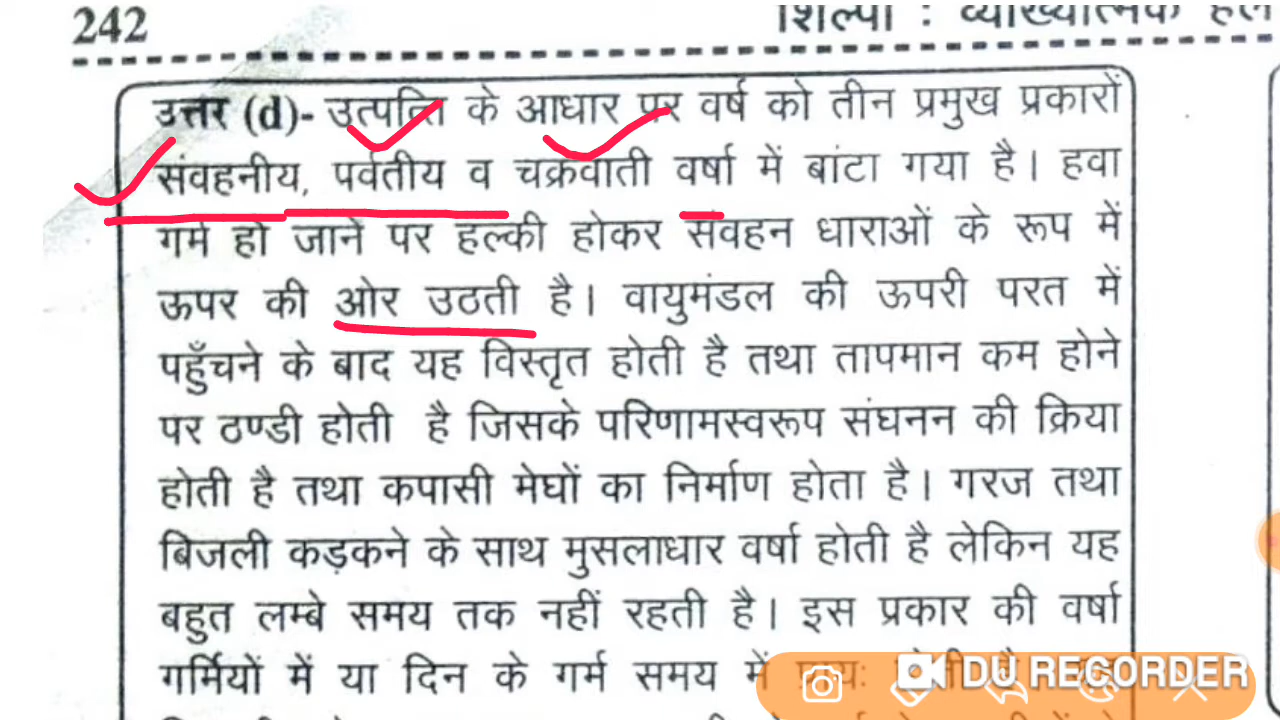 242
शिल्पा : व्याख्यात्मक हल
उत्तर (d)- उत्पत्ति के आधार पर वर्ष को तीन प्रमुख प्रकारों
संवहनीय, पर्वतीय व चक्रवाती वर्षा में बांटा गया है। हवा
गर्म हो जाने पर हल्की होकर संवहन धाराओं के रूप में
ऊपर की ओर उठती है। वायुमंडल की ऊपरी परत में
पहुँचने के बाद यह विस्तृत होती है तथा तापमान कम होने
पर ठण्डी होती है जिसके परिणामस्वरूप संघनन की क्रिया
होती है तथा कपासी मेघों का निर्माण होता है। गरज तथा
बिजली कड़कने के साथ मुसलाधार वर्षा होती है लेकिन यह
बहुत लम्बे समय तक नहीं रहती है। इस प्रकार की वर्षा
गर्मियों में या दिन के गर्म समय में
DU RECORDER